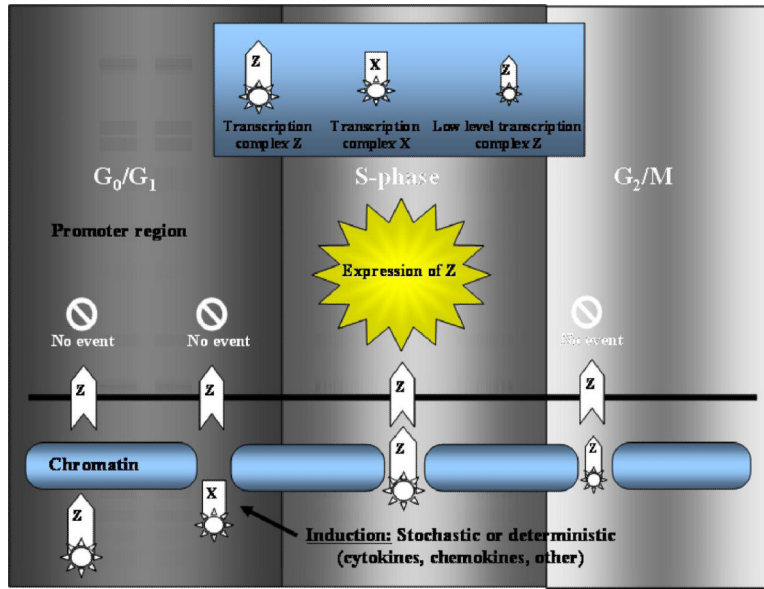 Z
X
Z
Transcription
complex Z
Transcription
complex X
Low level transcription
complex Z
G₀/G₁
S-phase
G₂/M
Promoter region
Expression of Z
No event
No event
No event
Z
Z
Z
Z
Chromatin
Z
Z
Z
X
Induction: Stochastic or deterministic
(cytokines, chemokines, other)